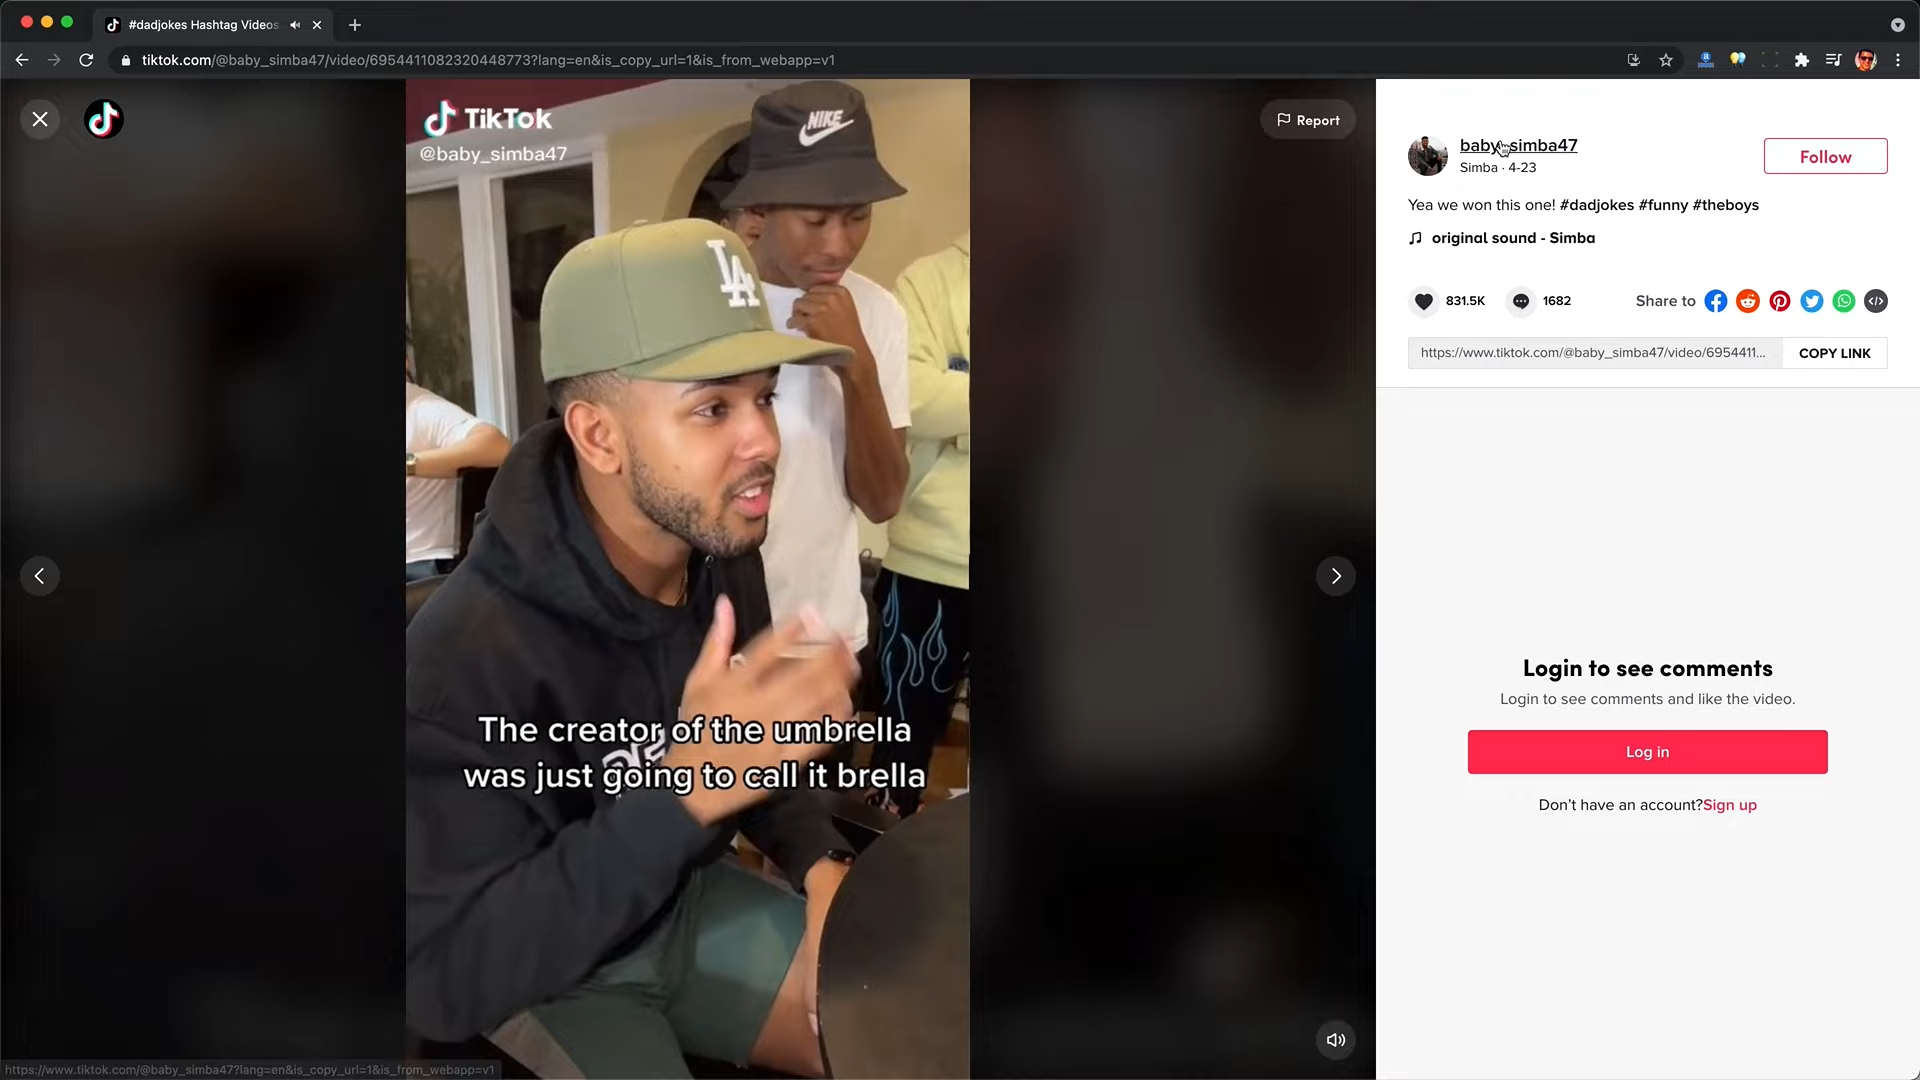 #dadjokes Hashtag Videos
tiktok.com/@baby_simba47/video/6954411082320448773?lang=en&is_copy_url=1&is_from_webapp=v1
TikTok
@baby_simba47
NIKE
LA
Report
baby_simba47
Simba · 4-23
Follow
Yea we won this one! #dadjokes #funny #theboys
original sound - Simba
831.5K
1682
Share to
https://www.tiktok.com/@baby_simba47/video/6954411...
COPY LINK
The creator of the umbrella
was just going to call it brella
Login to see comments
Login to see comments and like the video.
Log in
Don't have an account?Sign up
https://www.tiktok.com/@baby_simba47?lang=en&is_copy_url=1&is_from_webapp=v1